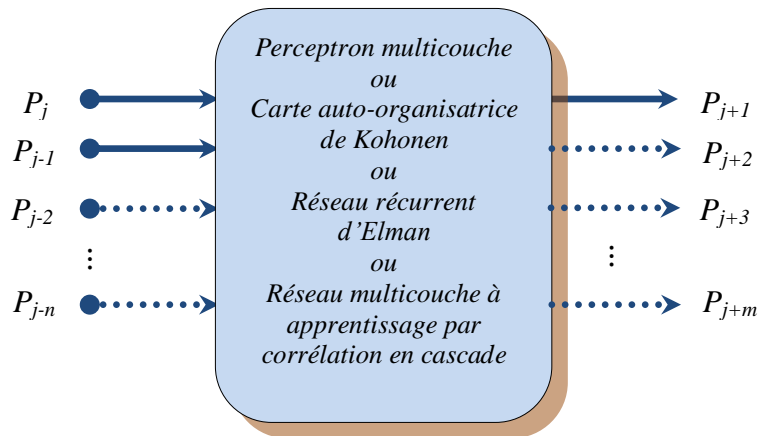 Perceptron multicouche
ou
Carte auto-organisatrice
de Kohonen
ou
Réseau récurrent
d'Elman
ou
Réseau multicouche à
apprentissage par
corrélation en cascade
Pj
Pj-1
Pj-2
⋮
Pj-n
Pj+1
Pj+2
Pj+3
⋮
Pj+m